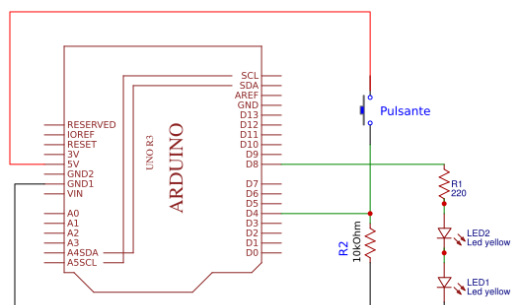 SCL
SDA
AREF
GND
D13
D12
D11
D10
D9
D8
D7
D6
D5
D4
D3
D2
D1
D0
RESERVED
IOREF
RESET
3V
5V
GND2
GND1
VIN
A0
A1
A2
A3
A4SDA
A5SCL
UNO R3
ARDUINO
Pulsante
R1
220
R2
10kOhm
LED2
Led yellow
LED1
Led yellow